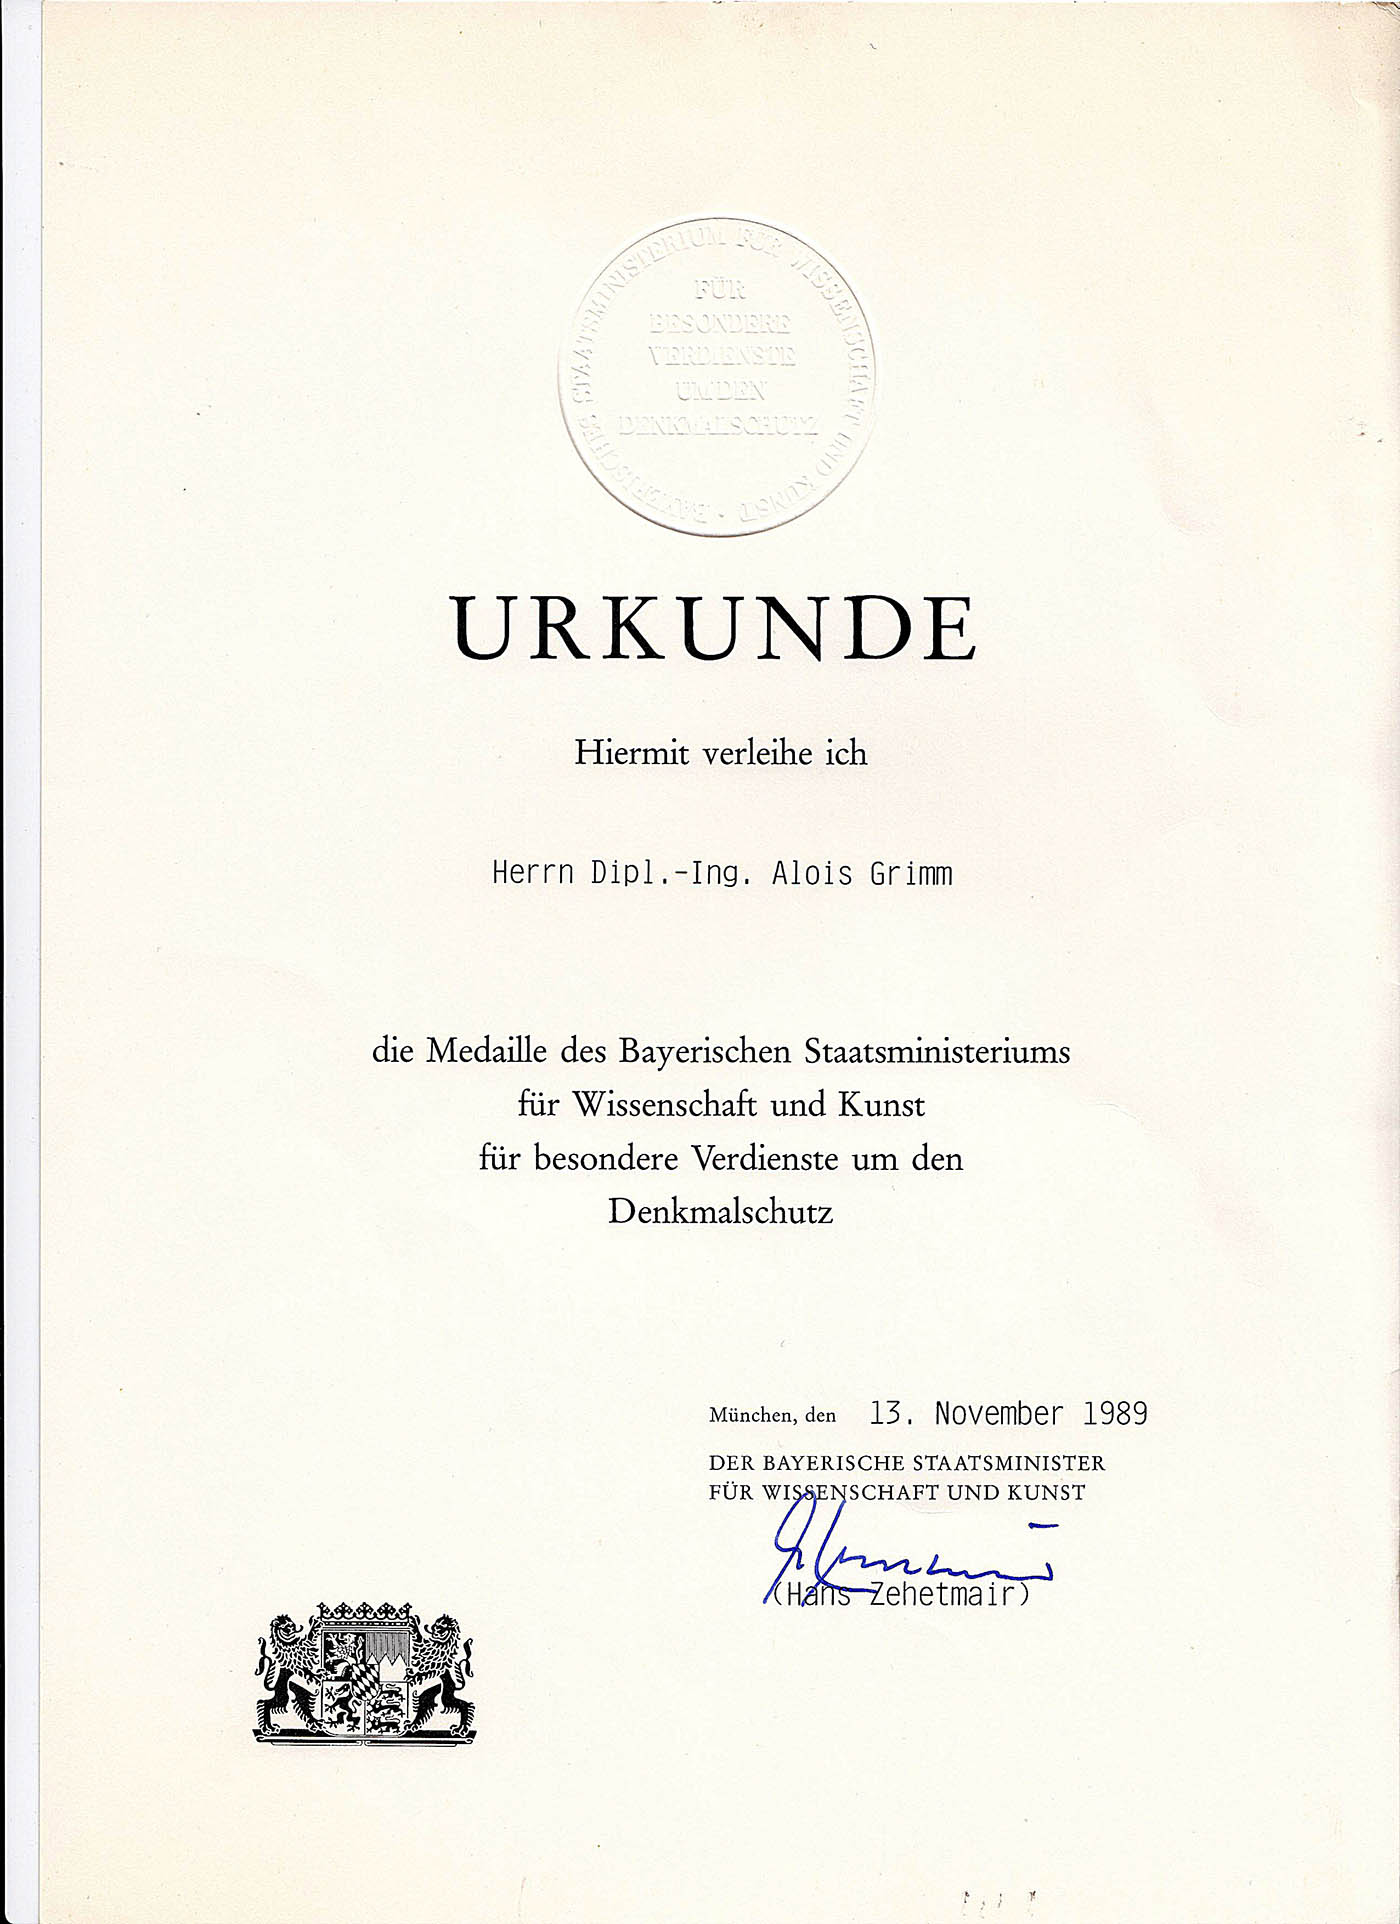 BAYERISCHES STAATSMINISTERIUM FÜR WISSENSCHAFT UND KUNST ·
FÜR
BESONDERE
VERDIENSTE
UM DEN
DENKMALSCHUTZ
URKUNDE
Hiermit verleihe ich
Herrn Dipl.-Ing. Alois Grimm
die Medaille des Bayerischen Staatsministeriums
für Wissenschaft und Kunst
für besondere Verdienste um den
Denkmalschutz
München, den 13. November 1989
DER BAYERISCHE STAATSMINISTER
FÜR WISSENSCHAFT UND KUNST
(Hans Zehetmair)